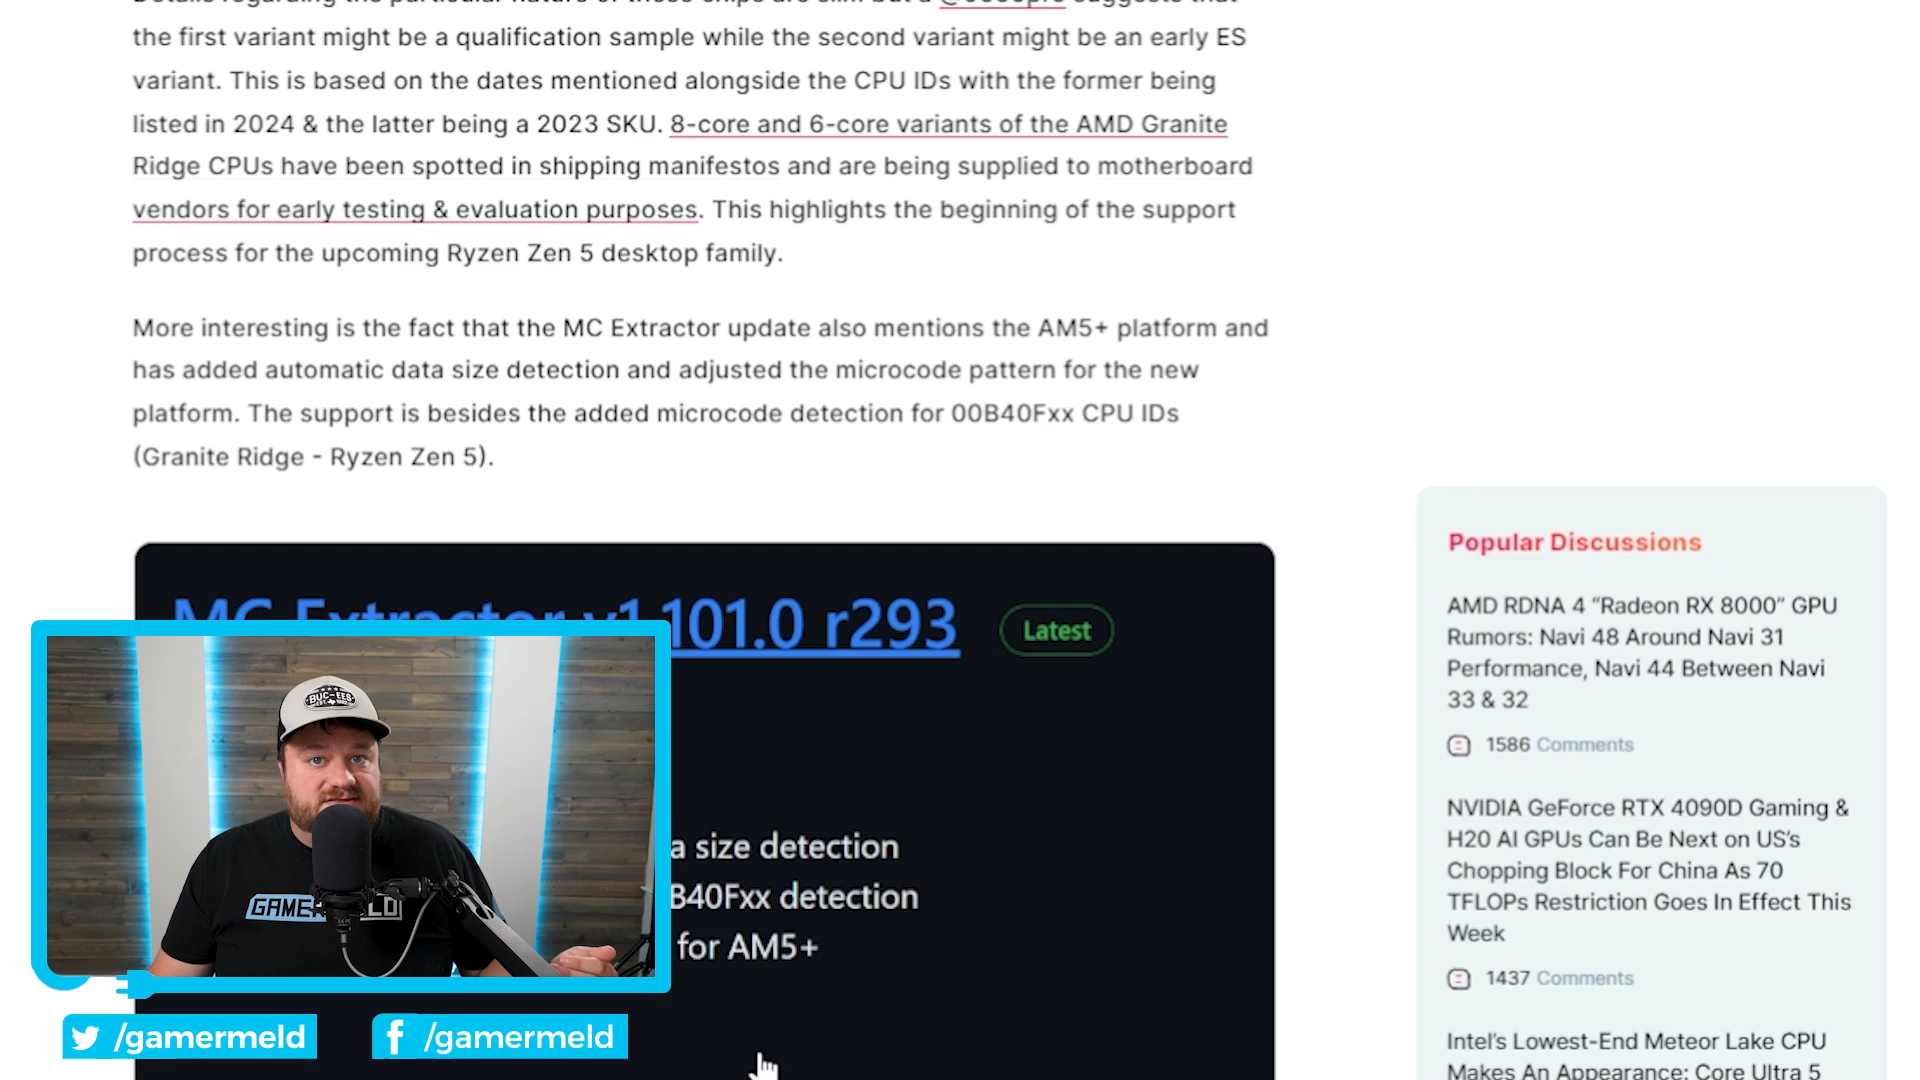 the first variant might be a qualification sample while the second variant might be an early ES
variant. This is based on the dates mentioned alongside the CPU IDs with the former being
listed in 2024 & the latter being a 2023 SKU. 8-core and 6-core variants of the AMD Granite
Ridge CPUs have been spotted in shipping manifestos and are being supplied to motherboard
vendors for early testing & evaluation purposes. This highlights the beginning of the support
process for the upcoming Ryzen Zen 5 desktop family.
More interesting is the fact that the MC Extractor update also mentions the AM5+ platform and
has added automatic data size detection and adjusted the microcode pattern for the new
platform. The support is besides the added microcode detection for 00B40Fxx CPU IDs
(Granite Ridge - Ryzen Zen 5).
MC Extractor v1.101.0 r293
Latest
a size detection
B40Fxx detection
for AM5+
BUC-EE'S
/gamermeld
/gamermeld
Popular Discussions
AMD RDNA 4 “Radeon RX 8000” GPU
Rumors: Navi 48 Around Navi 31
Performance, Navi 44 Between Navi
33 & 32
1586 Comments
NVIDIA GeForce RTX 4090D Gaming &
H20 AI GPUs Can Be Next on US’s
Chopping Block For China As 70
TFLOPs Restriction Goes In Effect This
Week
1437 Comments
Intel’s Lowest-End Meteor Lake CPU
Makes An Appearance: Core Ultra 5